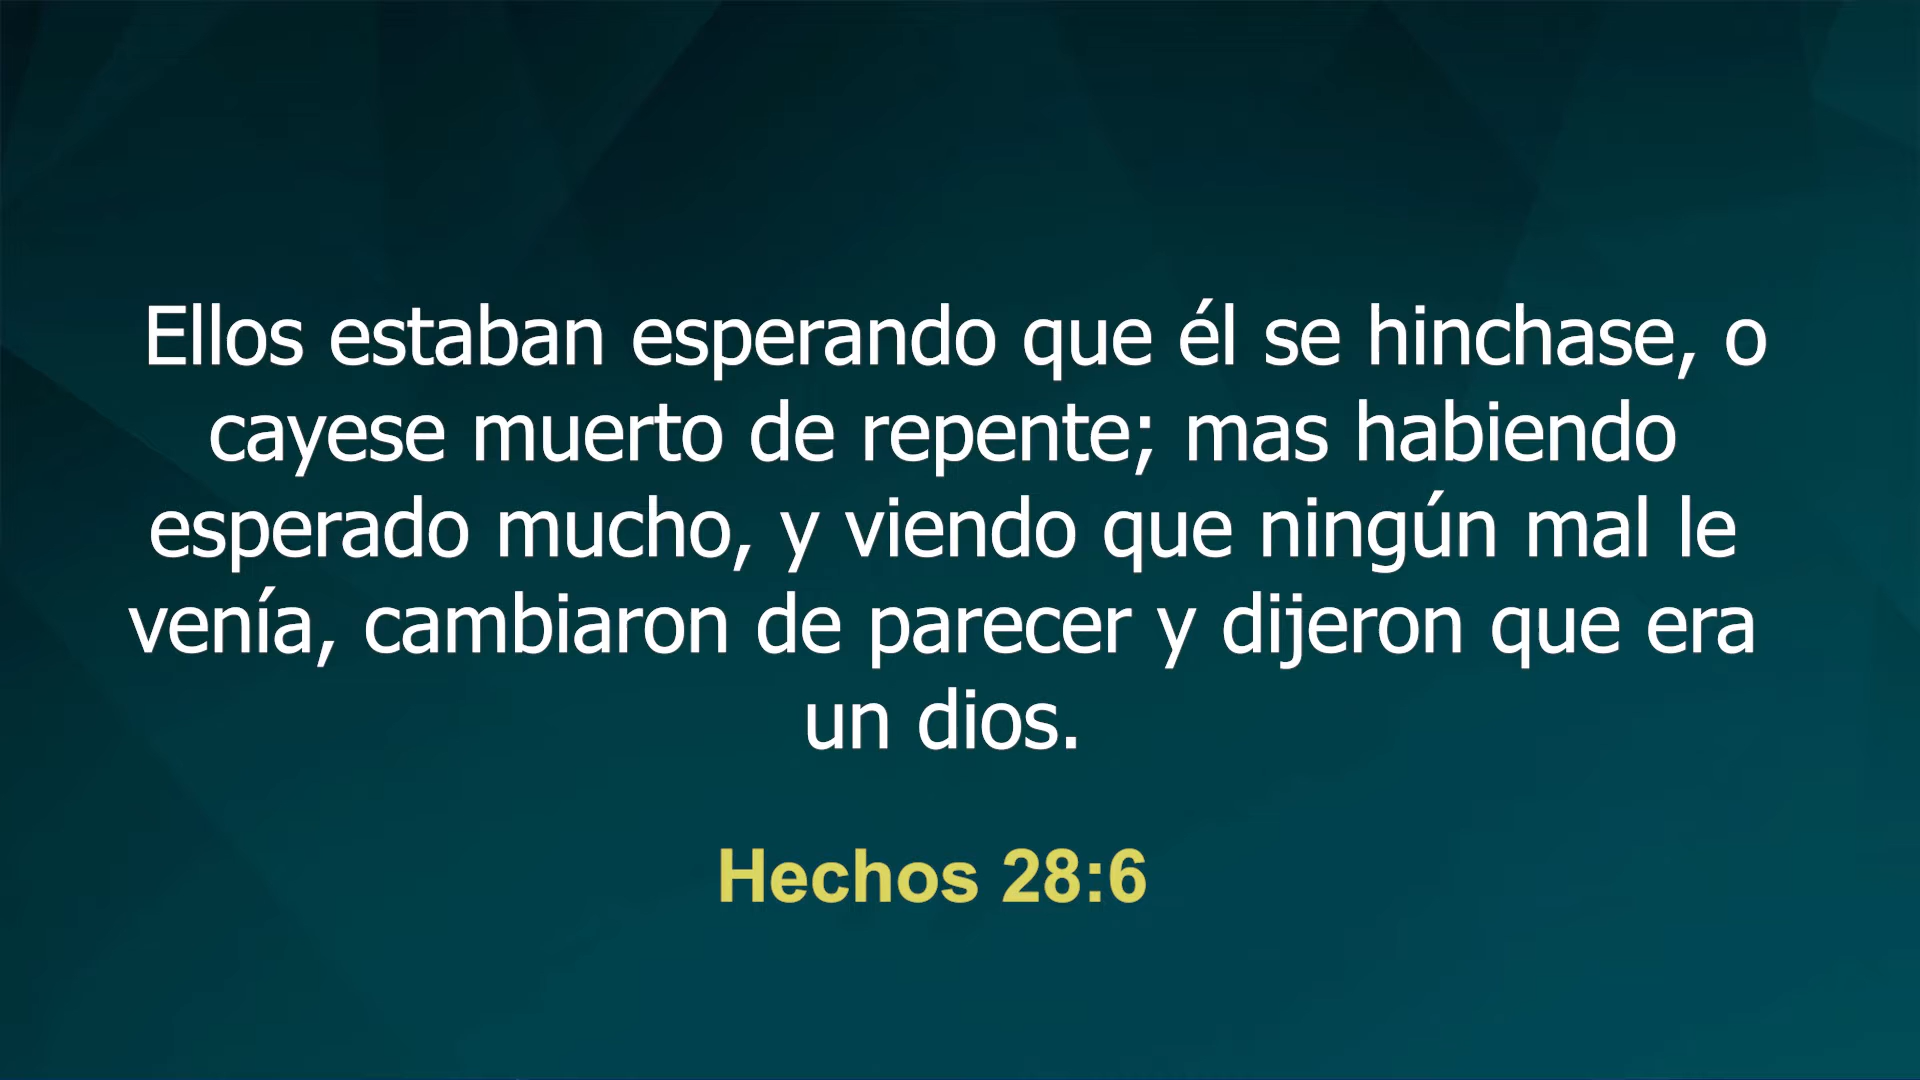 Ellos estaban esperando que él se hinchase, o
cayese muerto de repente; mas habiendo
esperado mucho, y viendo que ningún mal le
venía, cambiaron de parecer y dijeron que era
un dios.
Hechos 28:6